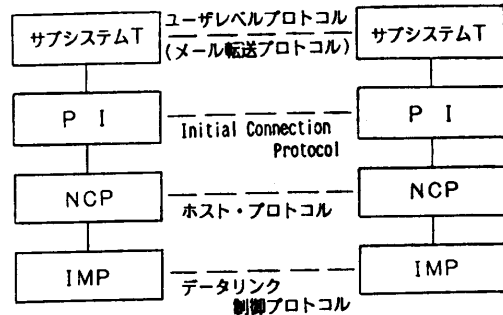 サブシステムT
ユーザレベルプロトコル
(メール転送プロトコル)
サブシステムT
P I
Initial Connection
Protocol
P I
NCP
ホスト・プロトコル
NCP
IMP
データリンク
制御プロトコル
IMP